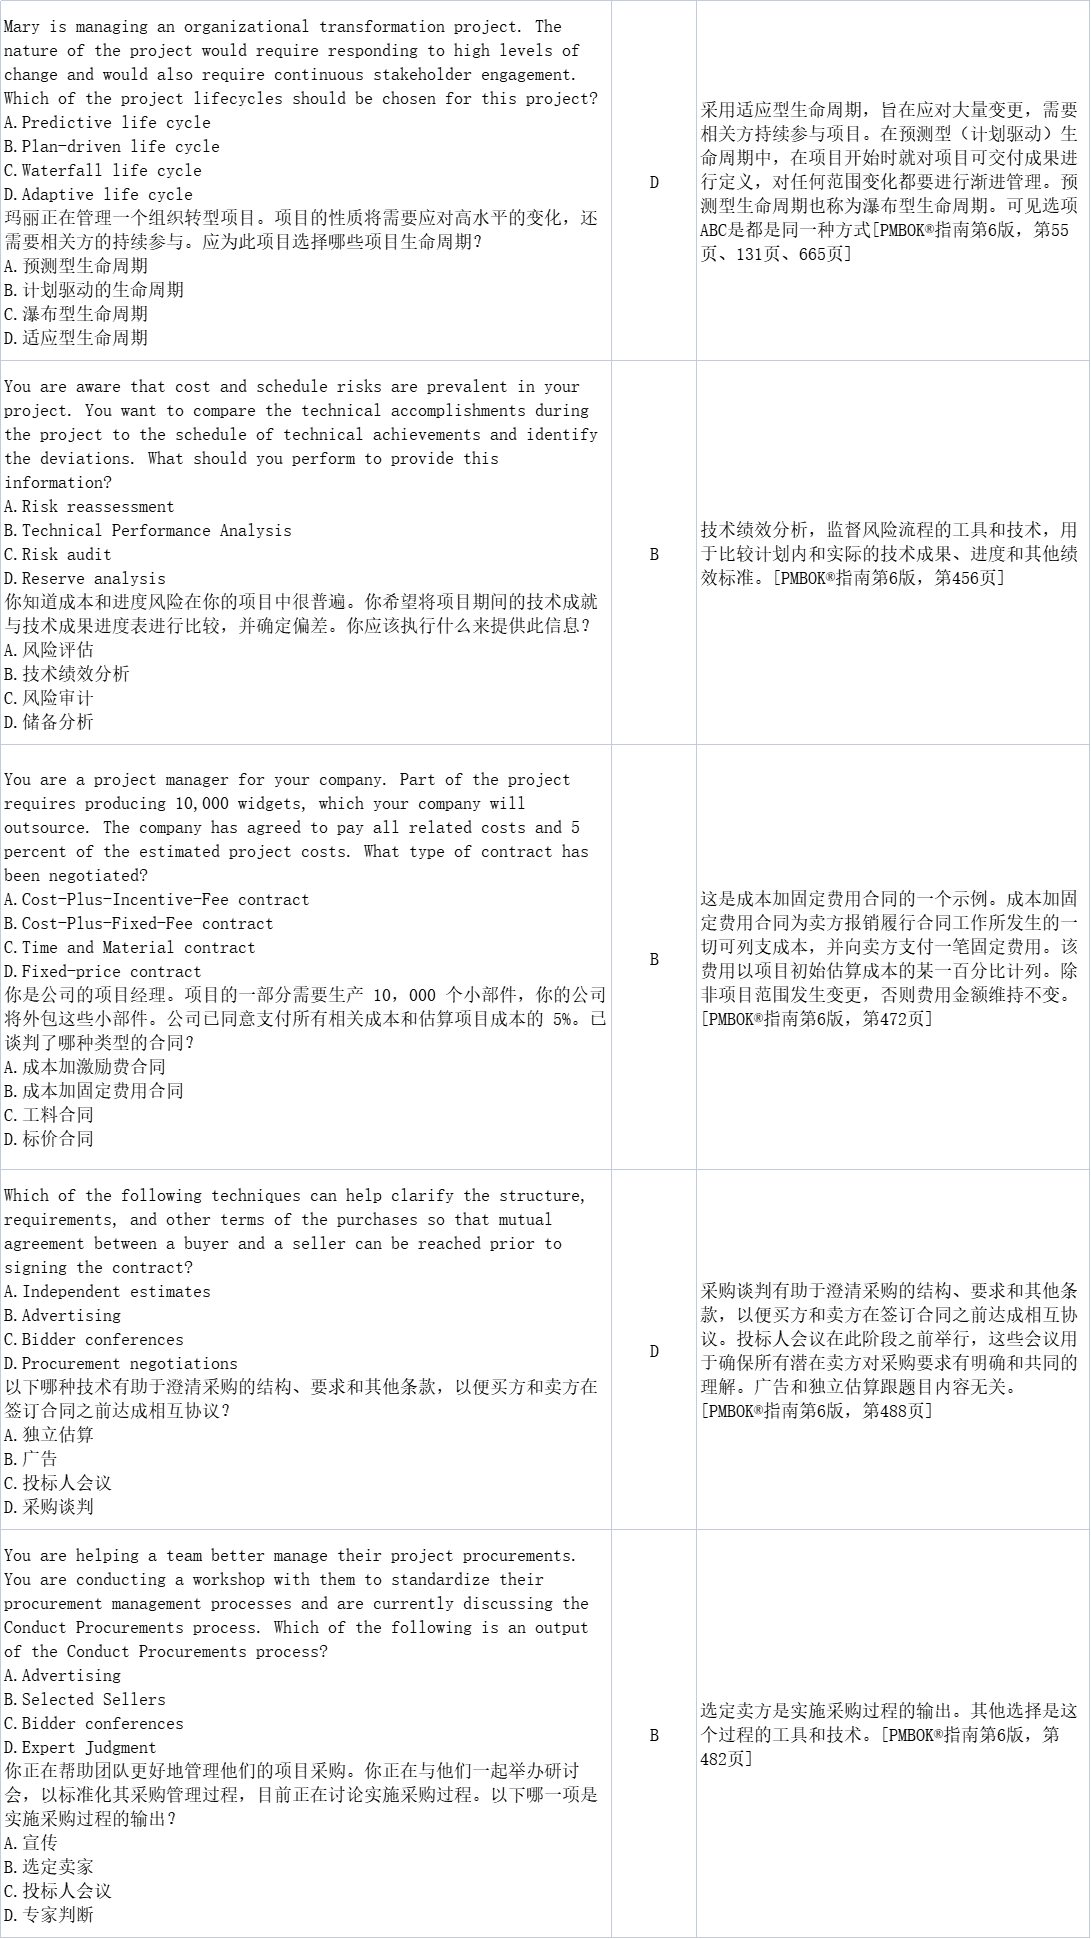 Mary is managing an organizational transformation project. The
nature of the project would require responding to high levels of
change and would also require continuous stakeholder engagement.
Which of the project lifecycles should be chosen for this project?
A.Predictive life cycle
B.Plan-driven life cycle
C.Waterfall life cycle
D.Adaptive life cycle
玛丽正在管理一个组织转型项目。项目的性质将需要应对高水平的变化，还
需要相关方的持续参与。应为此项目选择哪些项目生命周期？
A.预测型生命周期
B.计划驱动的生命周期
C.瀑布型生命周期
D.适应型生命周期
D
采用适应型生命周期，旨在应对大量变更，需要
相关方持续参与项目。在预测型（计划驱动）生
命周期中，在项目开始时就对项目可交付成果进
行定义，对任何范围变化都要进行渐进管理。预
测型生命周期也称为瀑布型生命周期。可见选项
ABC是都是同一种方式[PMBOK®指南第6版，第55
页、131页、665页]
You are aware that cost and schedule risks are prevalent in your
project. You want to compare the technical accomplishments during
the project to the schedule of technical achievements and identify
the deviations. What should you perform to provide this
information?
A.Risk reassessment
B.Technical Performance Analysis
C.Risk audit
D.Reserve analysis
你知道成本和进度风险在你的项目中很普遍。你希望将项目期间的技术成就
与技术成果进度表进行比较，并确定偏差。你应该执行什么来提供此信息？
A.风险评估
B.技术绩效分析
C.风险审计
D.储备分析
B
技术绩效分析，监督风险流程的工具和技术，用
于比较计划内和实际的技术成果、进度和其他绩
效标准。[PMBOK®指南第6版，第456页]
You are a project manager for your company. Part of the project
requires producing 10,000 widgets, which your company will
outsource. The company has agreed to pay all related costs and 5
percent of the estimated project costs. What type of contract has
been negotiated?
A.Cost-Plus-Incentive-Fee contract
B.Cost-Plus-Fixed-Fee contract
C.Time and Material contract
D.Fixed-price contract
你是公司的项目经理。项目的一部分需要生产 10，000 个小部件，你的公司
将外包这些小部件。公司已同意支付所有相关成本和估算项目成本的 5%。已
谈判了哪种类型的合同？
A.成本加激励费合同
B.成本加固定费用合同
C.工料合同
D.标价合同
B
这是成本加固定费用合同的一个示例。成本加固
定费用合同为卖方报销履行合同工作所发生的一
切可列支成本，并向卖方支付一笔固定费用。该
费用以项目初始估算成本的某一百分比计列。除
非项目范围发生变更，否则费用金额维持不变。
[PMBOK®指南第6版，第472页]
Which of the following techniques can help clarify the structure,
requirements, and other terms of the purchases so that mutual
agreement between a buyer and a seller can be reached prior to
signing the contract?
A.Independent estimates
B.Advertising
C.Bidder conferences
D.Procurement negotiations
以下哪种技术有助于澄清采购的结构、要求和其他条款，以便买方和卖方在
签订合同之前达成相互协议？
A.独立估算
B.广告
C.投标人会议
D.采购谈判
D
采购谈判有助于澄清采购的结构、要求和其他条
款，以便买方和卖方在签订合同之前达成相互协
议。投标人会议在此阶段之前举行，这些会议用
于确保所有潜在卖方对采购要求有明确和共同的
理解。广告和独立估算跟题目内容无关。
[PMBOK®指南第6版，第488页]
You are helping a team better manage their project procurements.
You are conducting a workshop with them to standardize their
procurement management processes and are currently discussing the
Conduct Procurements process. Which of the following is an output
of the Conduct Procurements process?
A.Advertising
B.Selected Sellers
C.Bidder conferences
D.Expert Judgment
你正在帮助团队更好地管理他们的项目采购。你正在与他们一起举办研讨
会，以标准化其采购管理过程，目前正在讨论实施采购过程。以下哪一项是
实施采购过程的输出？
A.宣传
B.选定卖家
C.投标人会议
D.专家判断
B
选定卖方是实施采购过程的输出。其他选择是这
个过程的工具和技术。[PMBOK®指南第6版，第
482页]